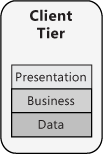 Client
Tier
Presentation
Business
Data